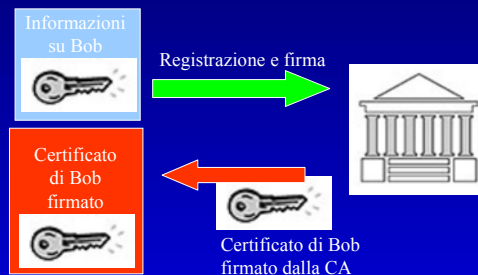 Informazioni
su Bob
Registrazione e firma
Certificato
di Bob
firmato
Certificato di Bob
firmato dalla CA